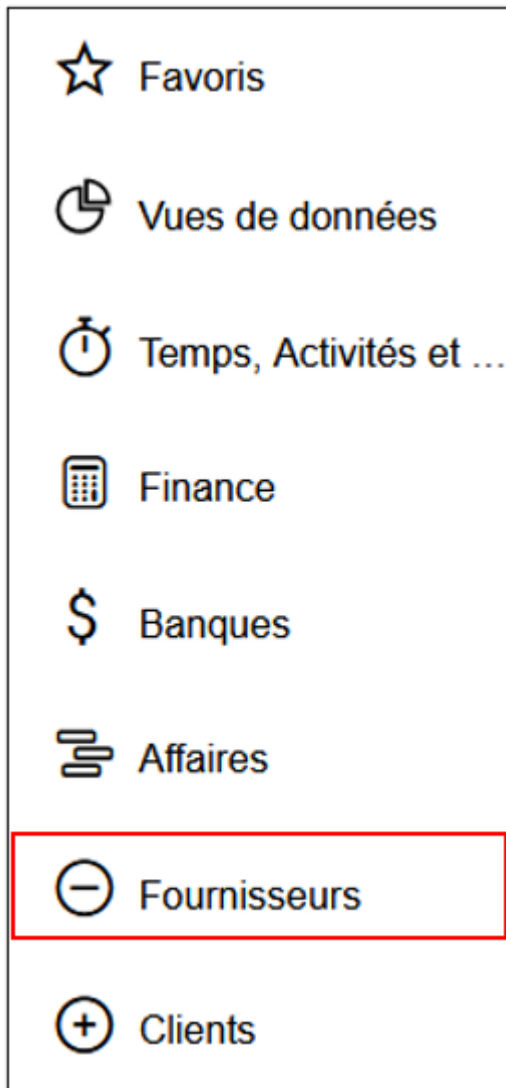 Favoris
Vues de données
Temps, Activités et ...
Finance
Banques
Affaires
Fournisseurs
Clients